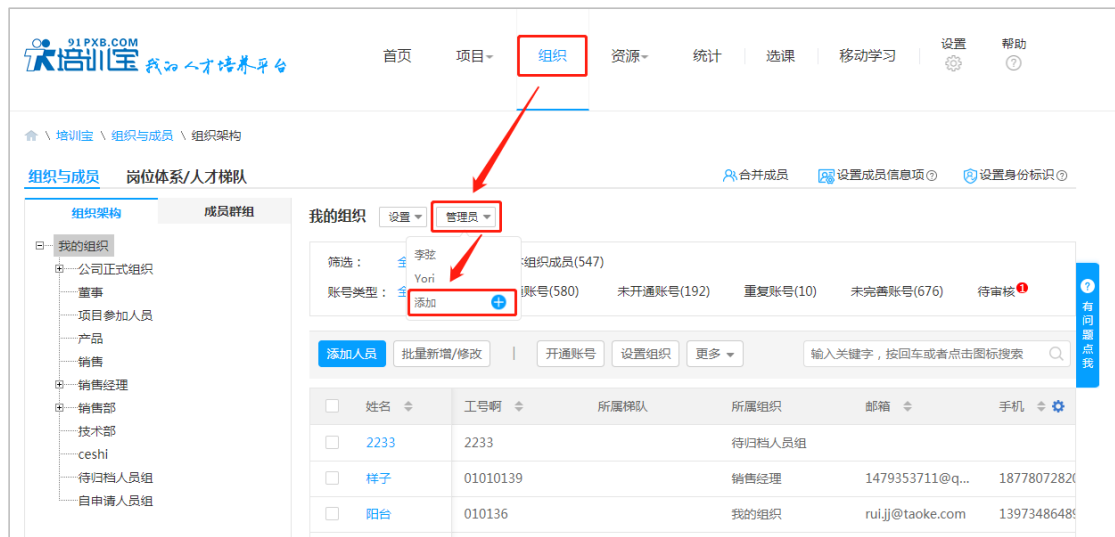 91PXB.COM
培训宝 我的人才培养平台
首页 项目 组织 资源 统计 选课 移动学习 设置 帮助
\ 培训宝 \ 组织与成员 \ 组织架构
组织与成员 岗位体系/人才梯队 合并成员 设置成员信息项 设置身份标识
组织架构 成员群组
我的组织 设置 管理员
我的组织
公司正式组织
董事
项目参加人员
产品
销售
销售经理
销售部
技术部
ceshi
待归档人员组
自申请人员组
李弦
Yori
添加
筛选: 组织成员(547)
账号类型: 账号(580) 未开通账号(192) 重复账号(10) 未完善账号(676) 待审核 1
添加人员 批量新增/修改 | 开通账号 设置组织 更多 输入关键字,按回车或者点击图标搜索
姓名 工号啊 所属梯队 所属组织 邮箱 手机
2233 2233 待归档人员组
样子 01010139 销售经理 1479353711@q... 1877807282
阳台 010136 我的组织 rui.jj@taoke.com 1397348648
有问题点我